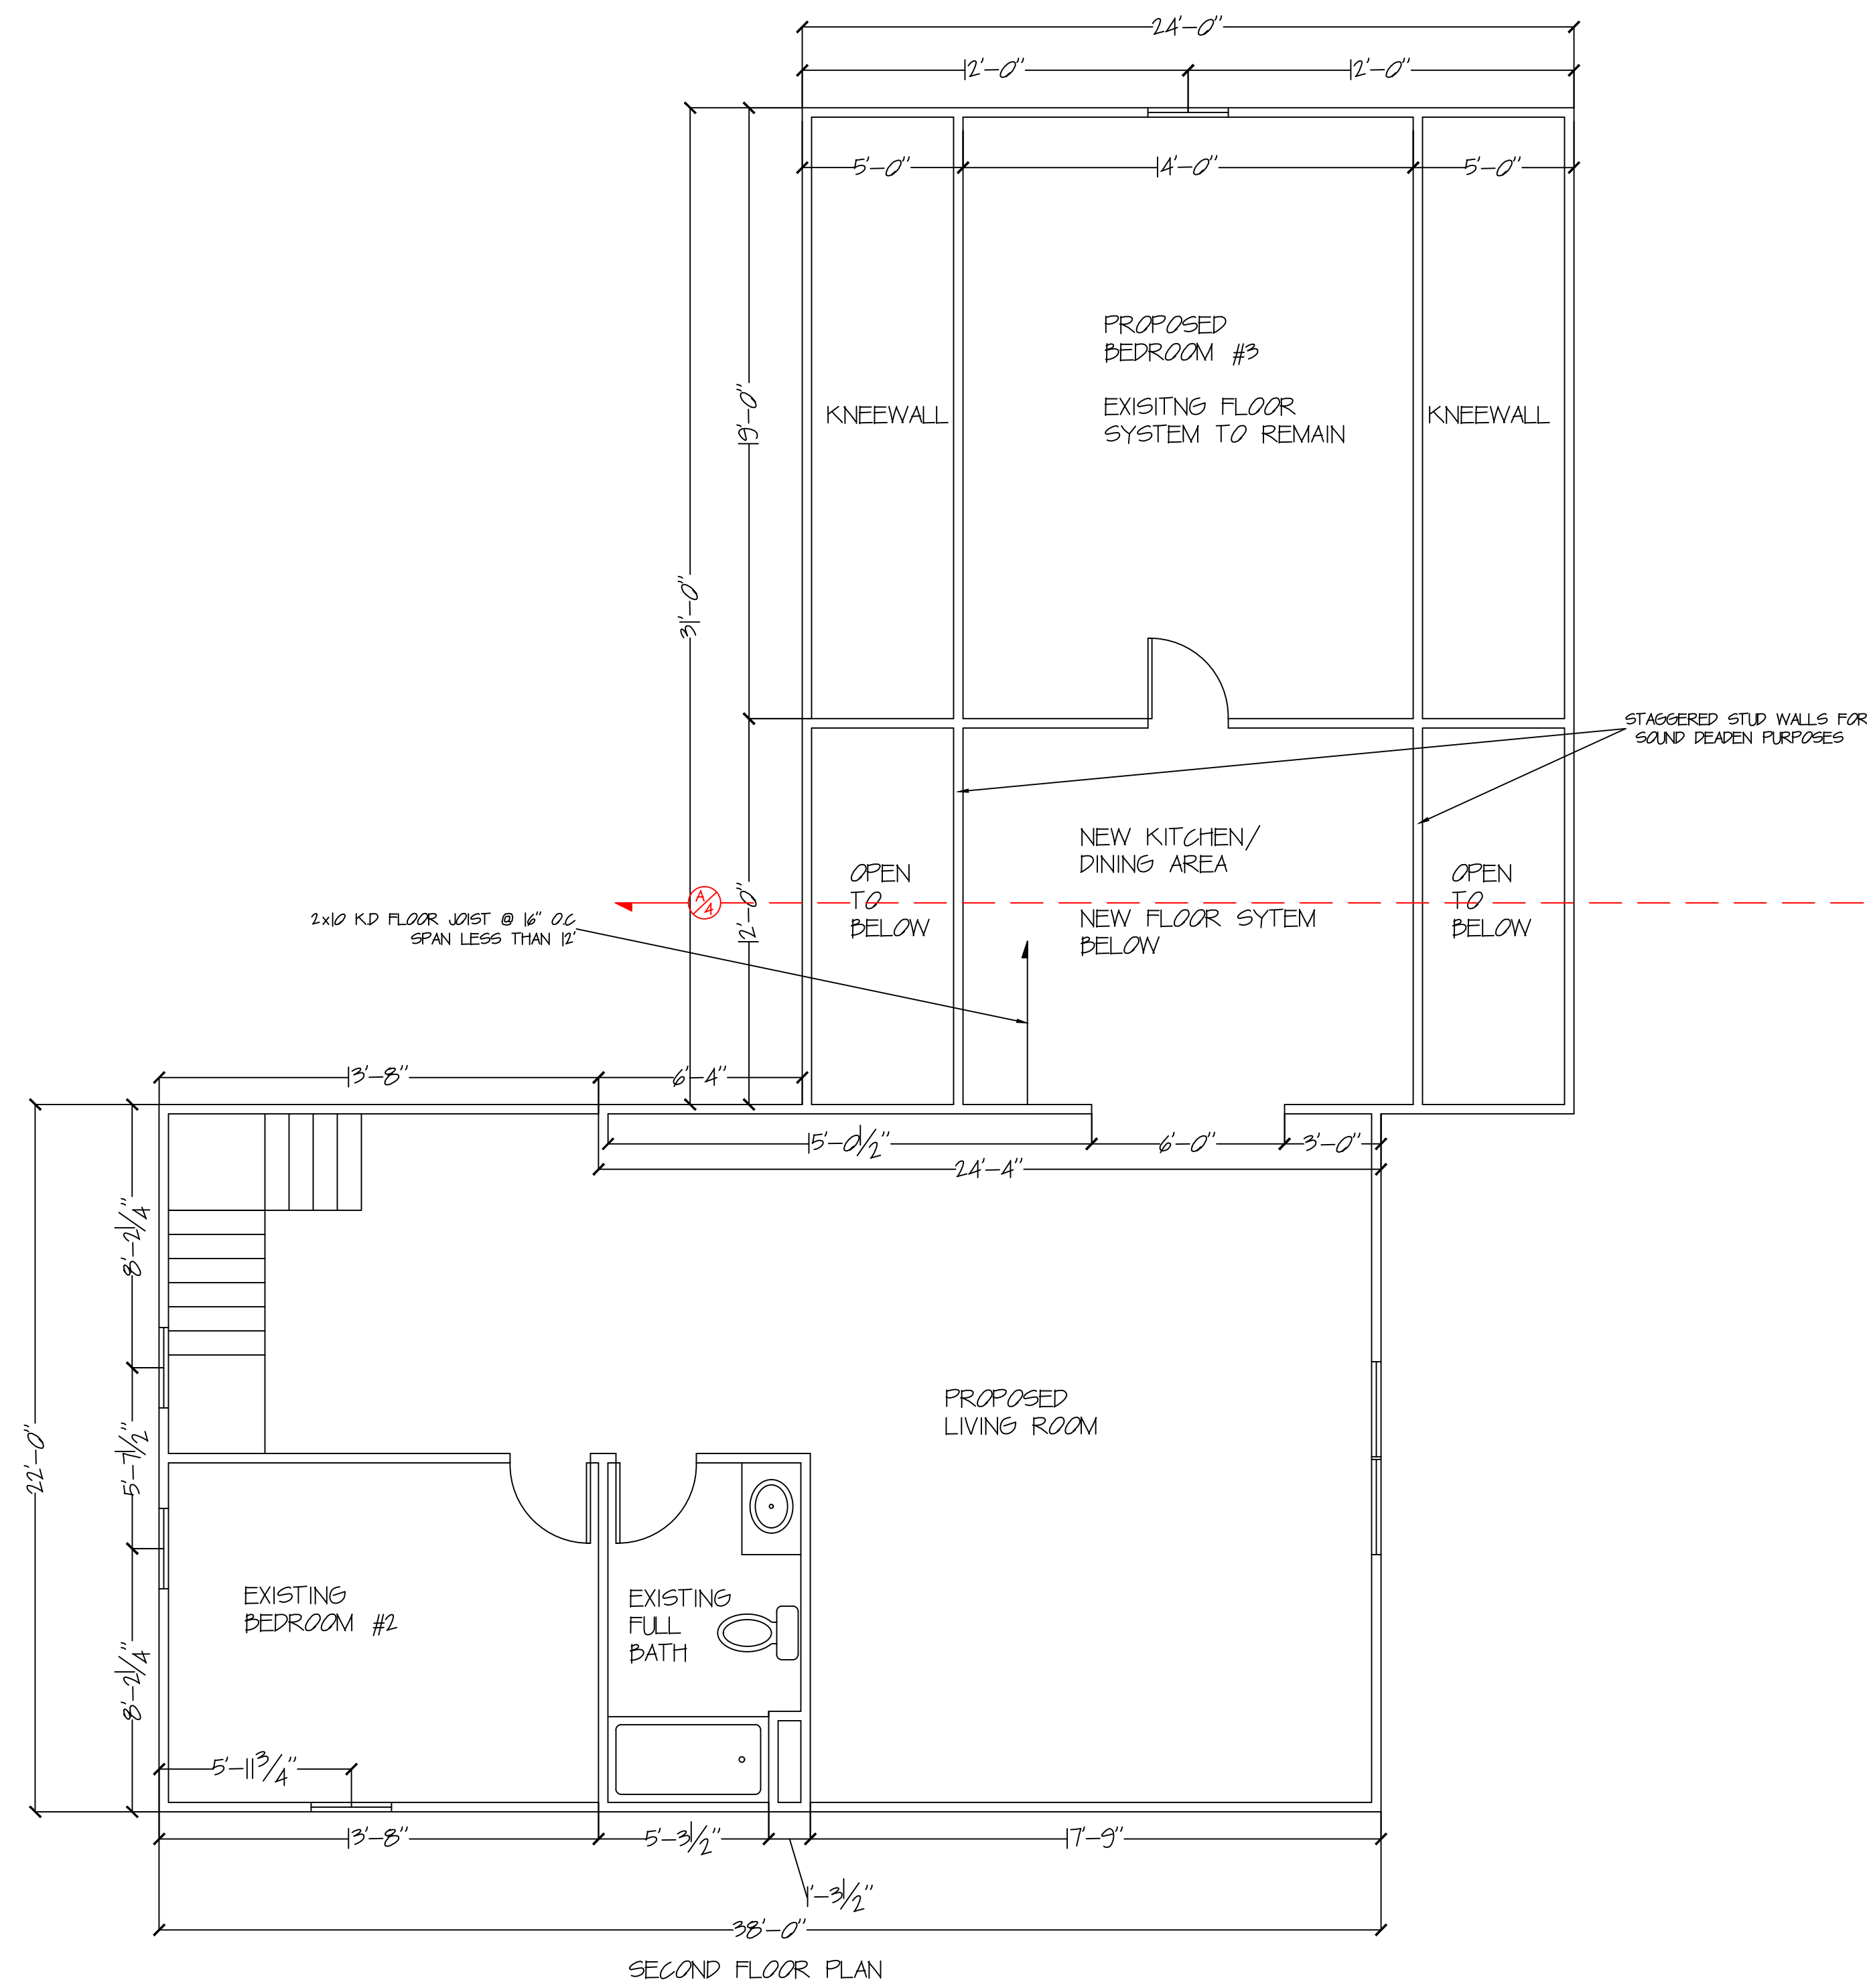 24'-0"
12'-0"
12'-0"
5'-0"
14'-0"
5'-0"
PROPOSED
BEDROOM #3
EXISITNG FLOOR
SYSTEM TO REMAIN
KNEEWALL
KNEEWALL
19'-0"
31'-0"
STAGGERED STUD WALLS FOR
SOUND DEADEN PURPOSES
NEW KITCHEN/
DINING AREA
NEW FLOOR SYTEM
BELOW
OPEN
TO
BELOW
OPEN
TO
BELOW
A
4
12'-0"
2x10 K.D FLOOR JOIST @ 16" O.C
SPAN LESS THAN 12'
13'-8"
6'-4"
15'-0 1/2"
6'-0"
3'-0"
24'-4"
8'-2 1/4"
5'-7 1/2"
22'-0"
8'-2 1/4"
PROPOSED
LIVING ROOM
EXISTING
BEDROOM #2
EXISTING
FULL
BATH
5'-11 3/4"
13'-8"
5'-3 1/2"
17'-9"
1'-3 1/2"
38'-0"
SECOND FLOOR PLAN